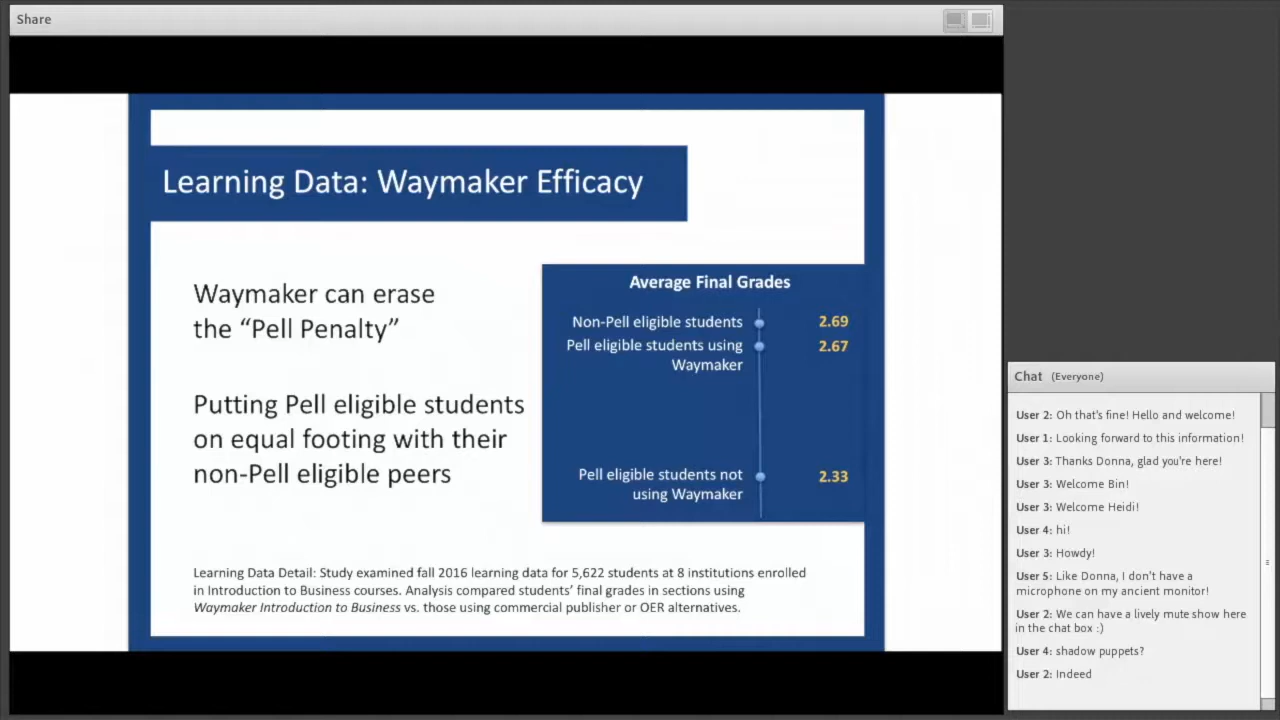 Share
Learning Data: Waymaker Efficacy
Waymaker can erase
the “Pell Penalty”
Putting Pell eligible students
on equal footing with their
non-Pell eligible peers
Average Final Grades
Non-Pell eligible students 2.69
Pell eligible students using 2.67
Waymaker
Pell eligible students not 2.33
using Waymaker
Learning Data Detail: Study examined fall 2016 learning data for 5,622 students at 8 institutions enrolled
in Introduction to Business courses. Analysis compared students’ final grades in sections using
Waymaker Introduction to Business vs. those using commercial publisher or OER alternatives.
Chat (Everyone)
User 2: Oh that's fine! Hello and welcome!
User 1: Looking forward to this information!
User 3: Thanks Donna, glad you're here!
User 3: Welcome Bin!
User 3: Welcome Heidi!
User 4: hi!
User 3: Howdy!
User 5: Like Donna, I don't have a
microphone on my ancient monitor!
User 2: We can have a lively mute show here
in the chat box :)
User 4: shadow puppets?
User 2: Indeed